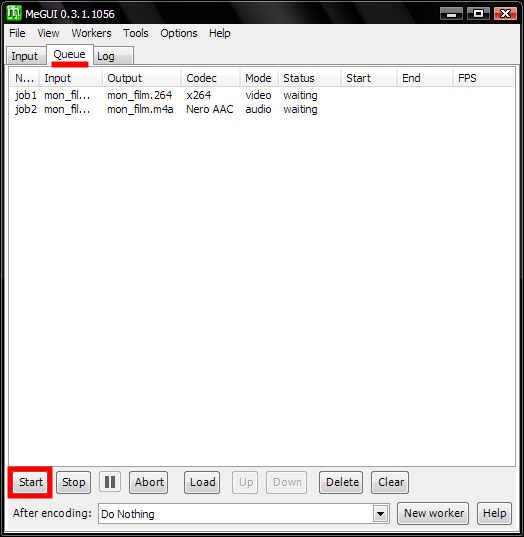 MeGUI 0.3.1.1056
File View Workers Tools Options Help
Input Queue Log
N... Input Output Codec Mode Status Start End FPS
job1 mon_fil... mon_film.264 x264 video waiting
job2 mon_fil... mon_film.m4a Nero AAC audio waiting
Start Stop Abort Load Up Down Delete Clear
After encoding: Do Nothing New worker Help